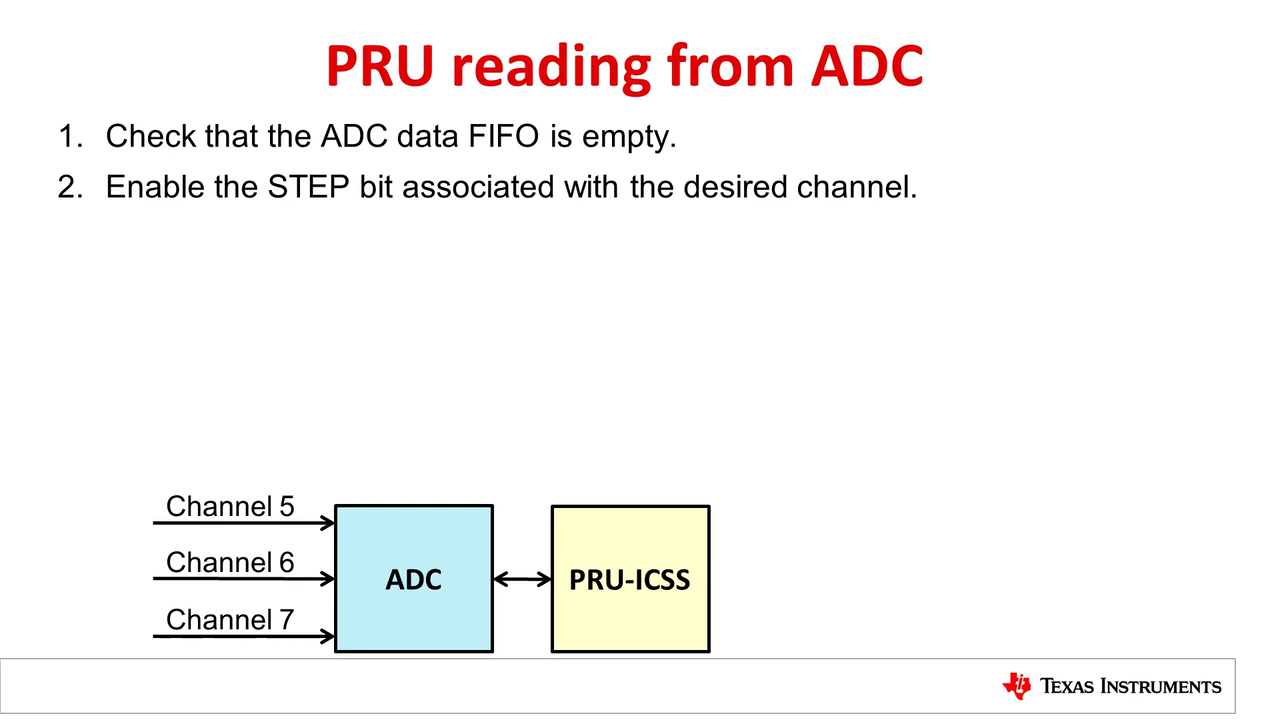 PRU reading from ADC
1. Check that the ADC data FIFO is empty.
2. Enable the STEP bit associated with the desired channel.
Channel 5
Channel 6
Channel 7
ADC
PRU-ICSS
TEXAS INSTRUMENTS